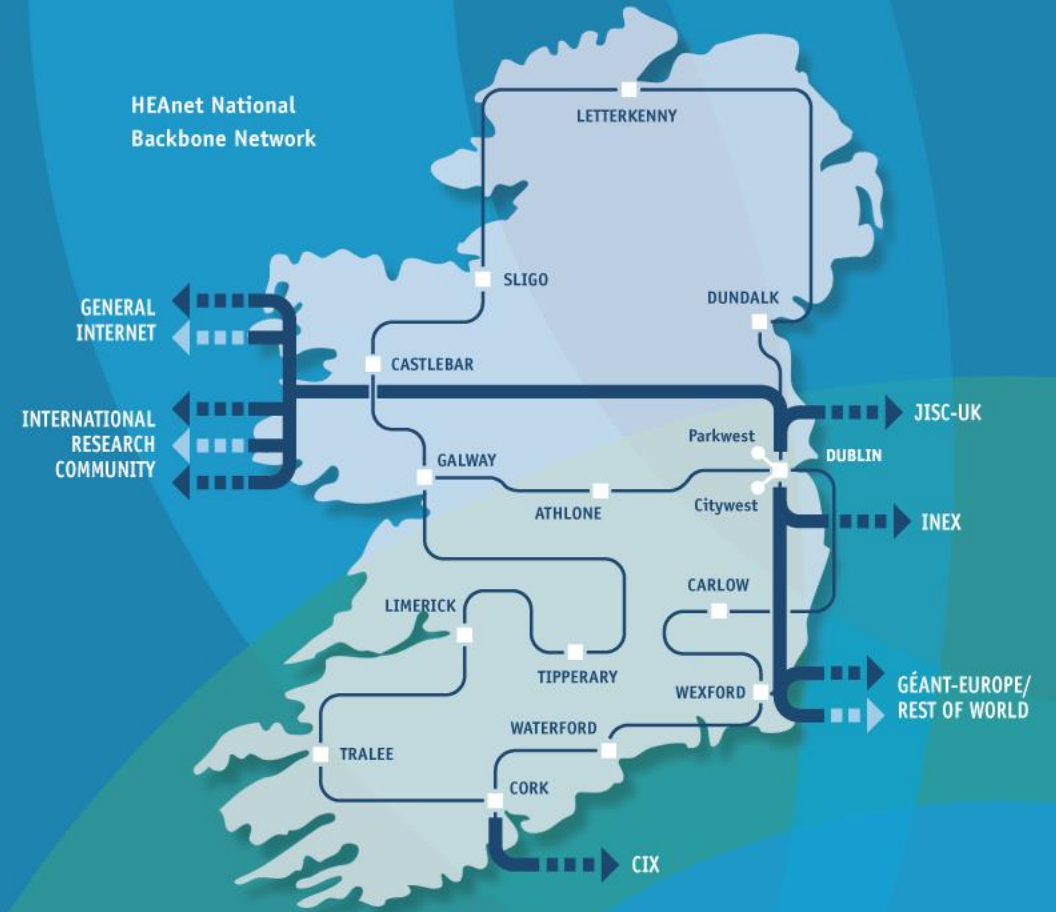 HEAnet National
Backbone Network
LETTERKENNY
SLIGO
DUNDALK
GENERAL
INTERNET
CASTLEBAR
INTERNATIONAL
RESEARCH
COMMUNITY
JISC-UK
Parkwest
DUBLIN
GALWAY
Citywest
ATHLONE
INEX
CARLOW
LIMERICK
TIPPERARY
WEXFORD
GÉANT-EUROPE/
REST OF WORLD
WATERFORD
TRALEE
CORK
CIX